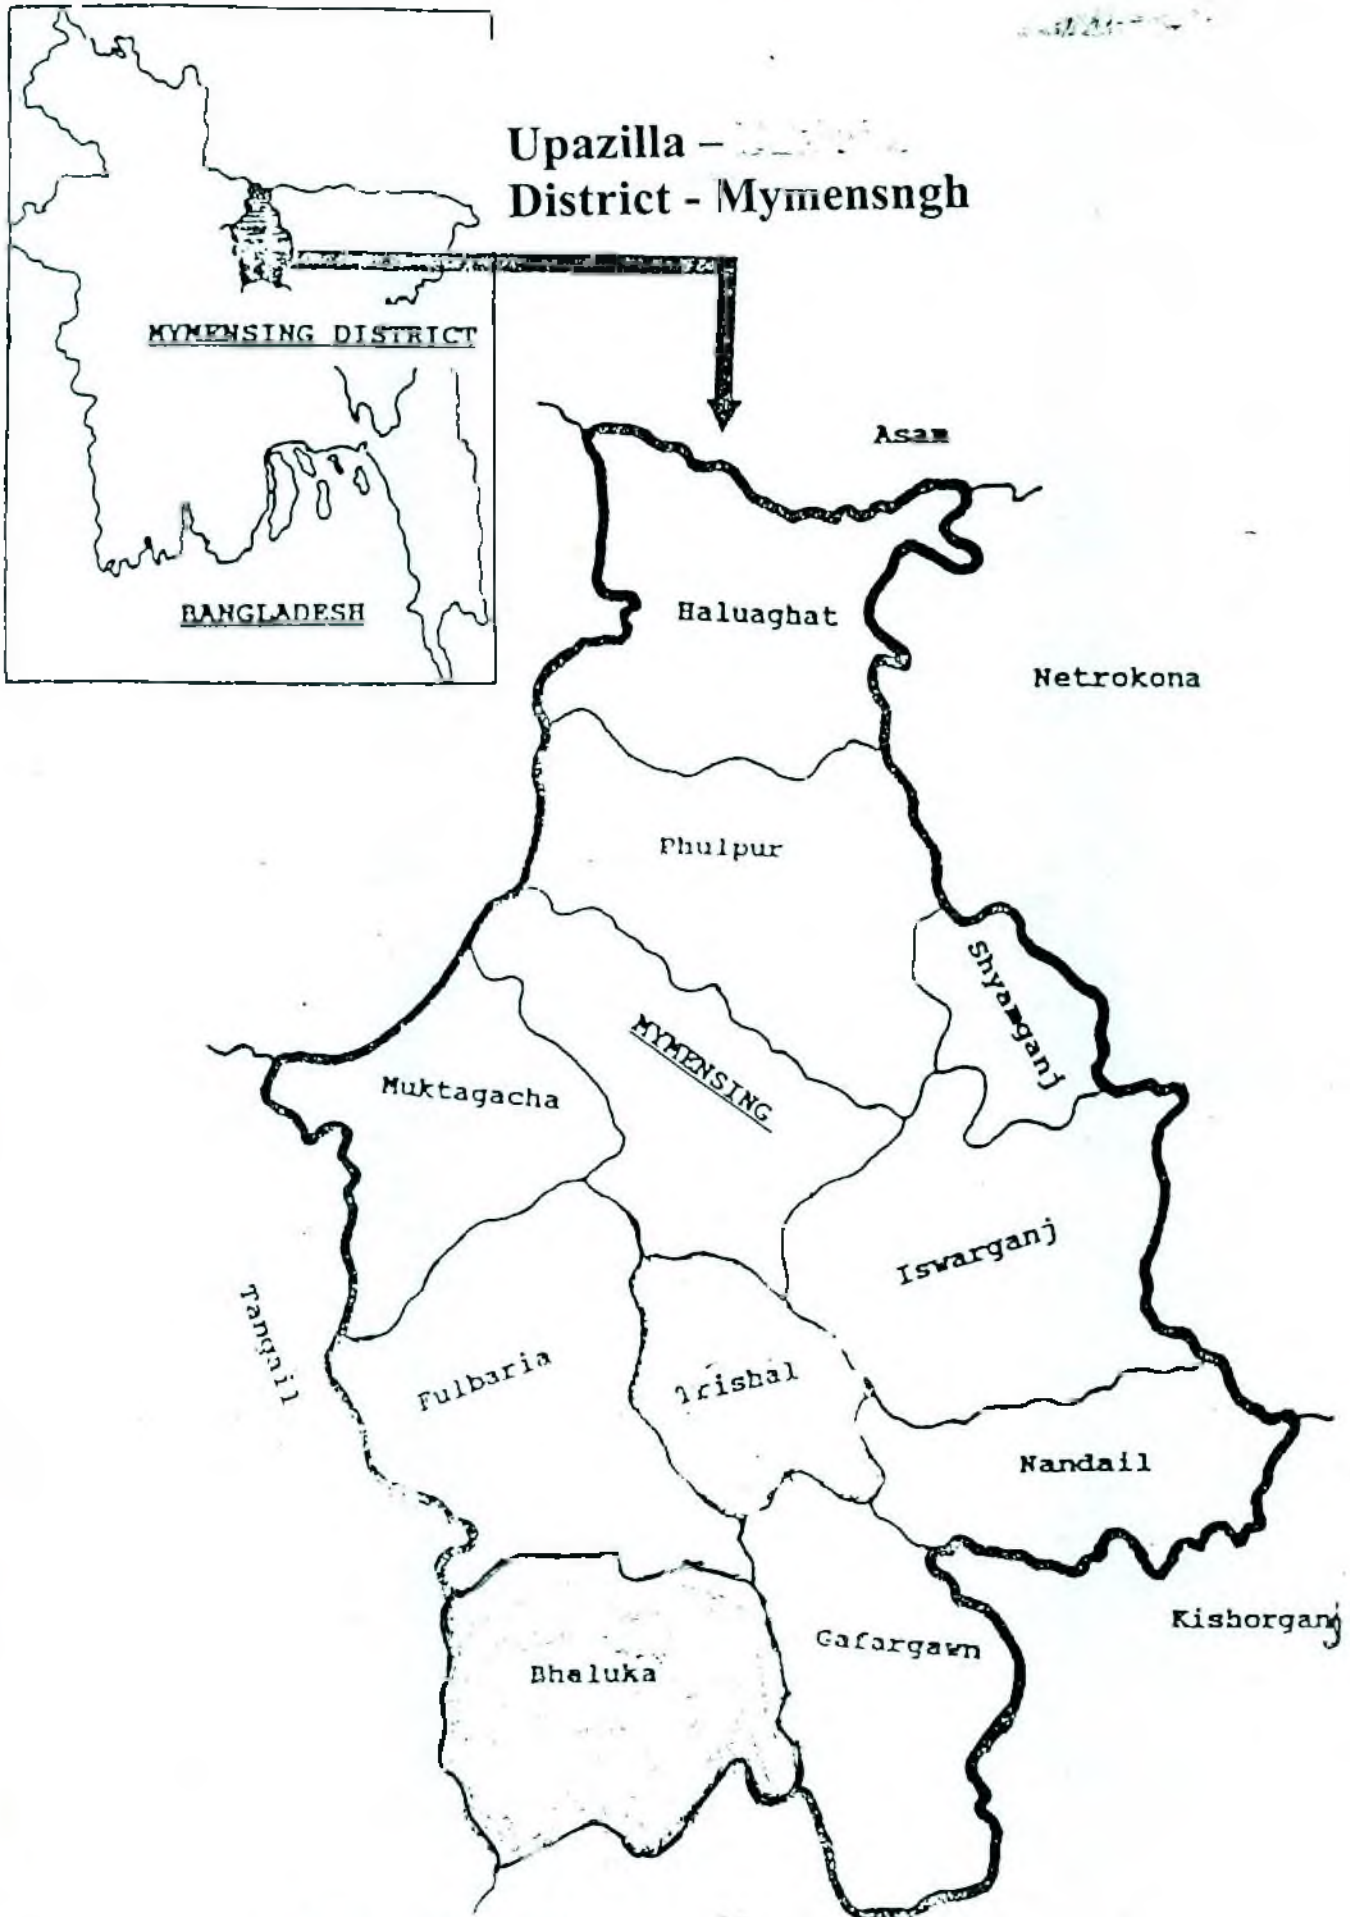 Upazilla –
District - Mymensngh
MYMENSING DISTRICT
BANGLADESH
Asam
Haluaghat
Netrokona
Phulpur
Shyamganj
MYMENSING
Muktagacha
Iswarganj
Tangail
Fulbaria
Trishal
Nandail
Kishorganj
Gafargawn
Bhaluka